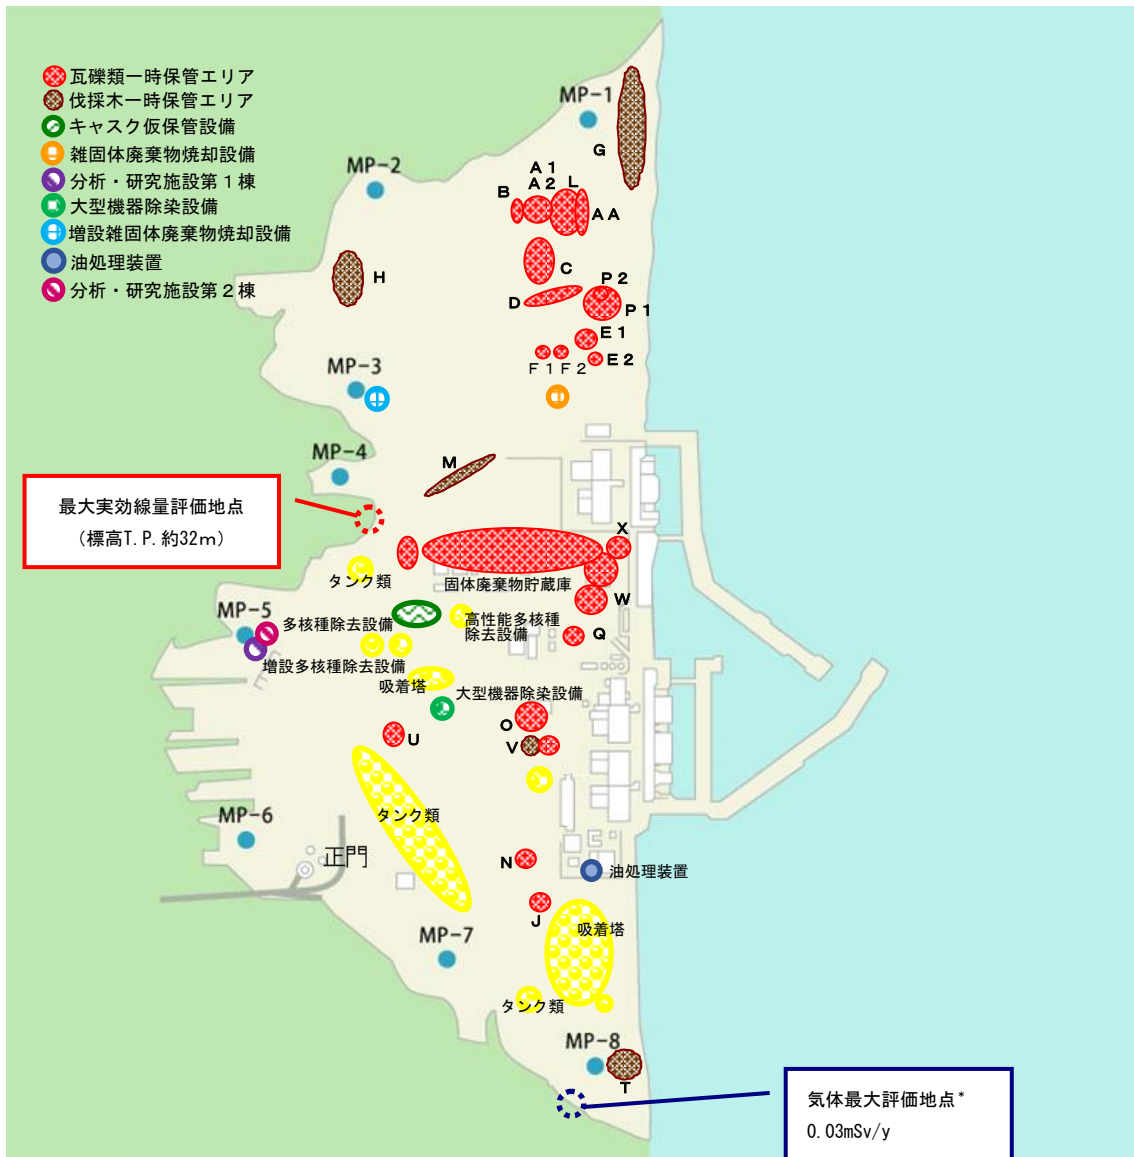 瓦礫類一時保管エリア
伐採木一時保管エリア
キャスク仮保管設備
雑固体廃棄物焼却設備
分析・研究施設第１棟
大型機器除染設備
増設雑固体廃棄物焼却設備
油処理装置
分析・研究施設第２棟
MP-1
G
MP-2
A1
A2
L
B
AA
H
C
P2
D
P1
E1
F1
F2
E2
MP-3
MP-4
M
最大実効線量評価地点
（標高T.P.約32m）
X
タンク類
固体廃棄物貯蔵庫
W
MP-5
多核種除去設備
高性能多核種
除去設備
Q
増設多核種除去設備
吸着塔
大型機器除染設備
O
U
V
タンク類
MP-6
正門
N
油処理装置
J
吸着塔
MP-7
タンク類
MP-8
T
気体最大評価地点*
0.03mSv/y